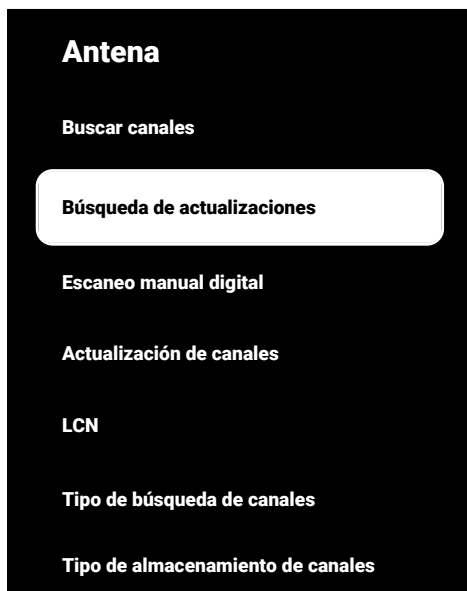 Antena
Buscar canales
Búsqueda de actualizaciones
Escaneo manual digital
Actualización de canales
LCN
Tipo de búsqueda de canales
Tipo de almacenamiento de canales